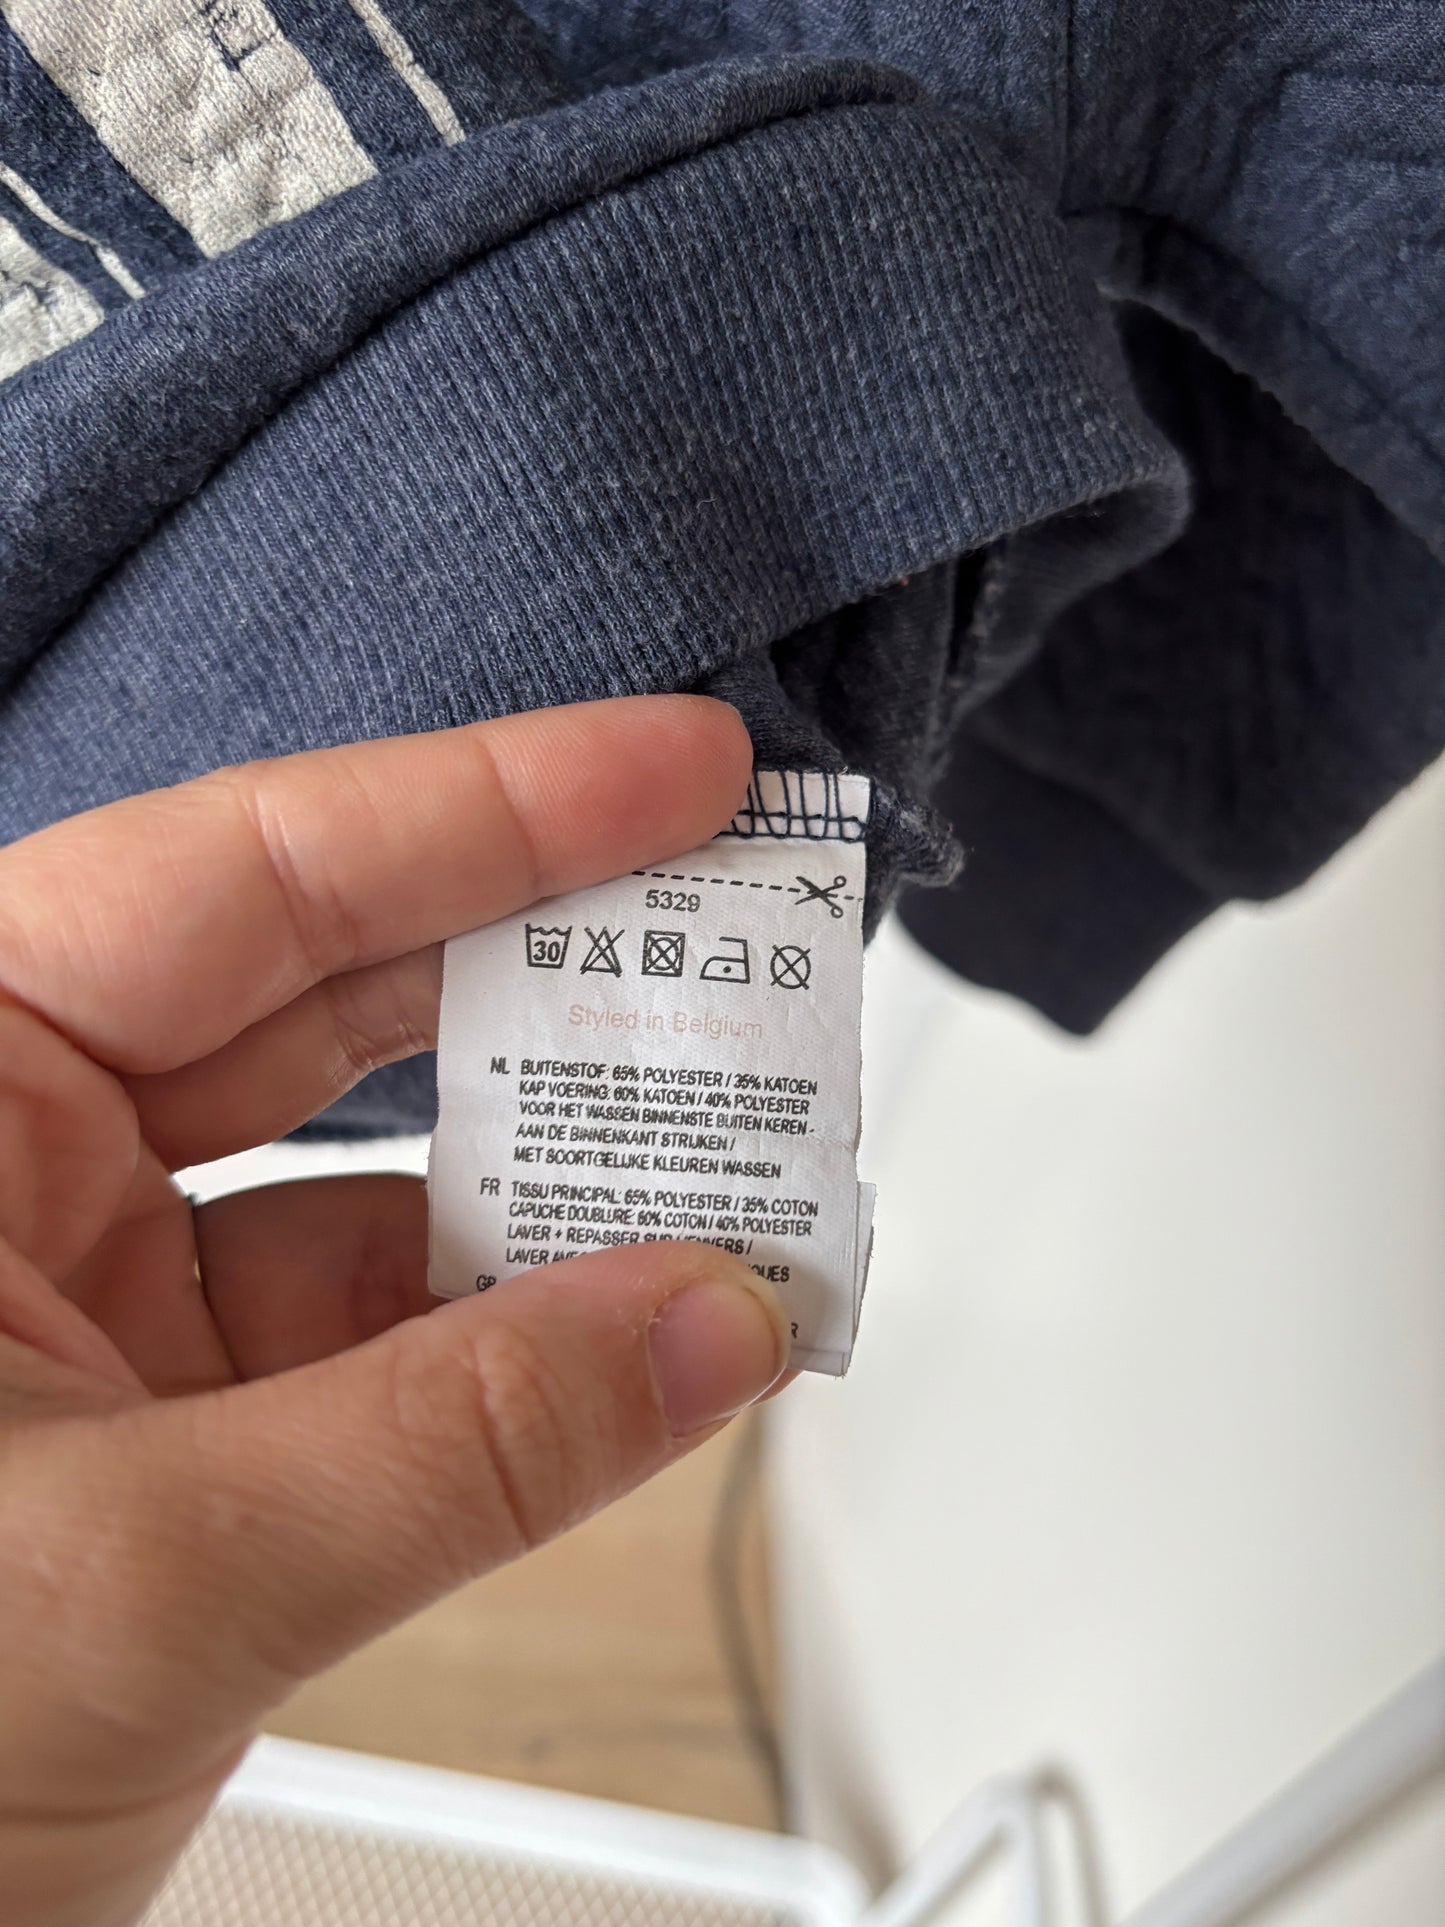 5329
30
Styled in Belgium
NL BUITENSTOF: 65% POLYESTER / 35% KATOEN
KAP VOERING: 60% KATOEN / 40% POLYESTER
VOOR HET WASSEN BINNENSTE BUITEN KEREN -
AAN DE BINNENKANT STRIJKEN /
MET SOORTGELIJKE KLEUREN WASSEN
FR TISSU PRINCIPAL: 65% POLYESTER / 35% COTON
CAPUCHE DOUBLURE: 60% COTON / 40% POLYESTER
LAVER + REPASSER SUR L'ENVERS /
LAVER